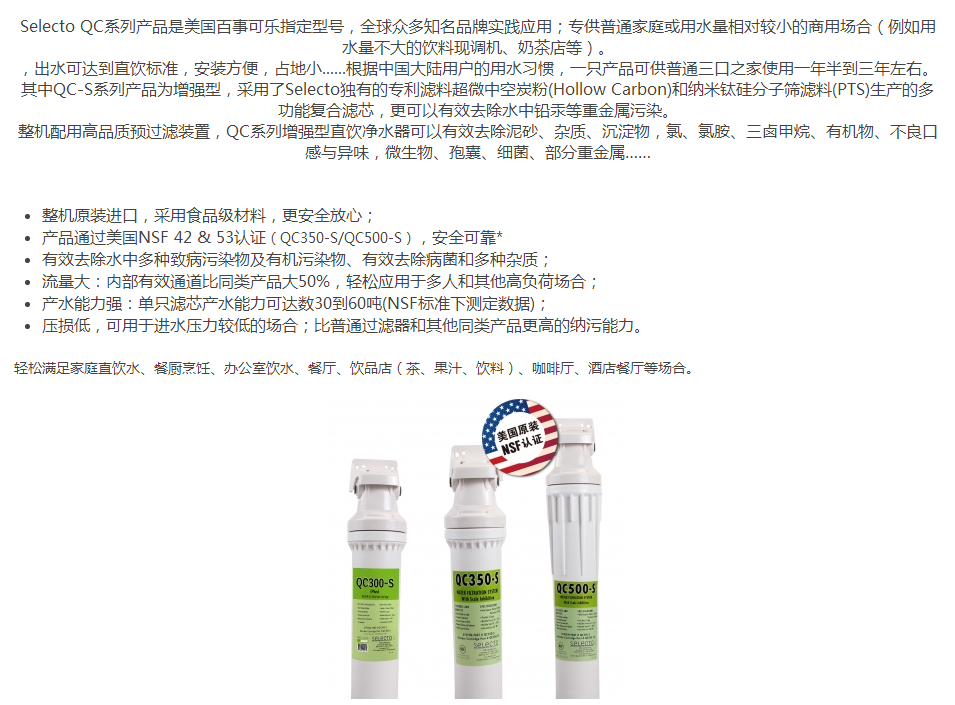 Selecto QC系列产品是美国百事可乐指定型号，全球众多知名品牌实践应用；专供普通家庭或用水量相对较小的商用场合（例如用
水量不大的饮料现调机、奶茶店等）。
，出水可达到直饮标准，安装方便，占地小......根据中国大陆用户的用水习惯，一只产品可供普通三口之家使用一年半到三年左右。
其中QC-S系列产品为增强型，采用了Selecto独有的专利滤料超微中空炭粉(Hollow Carbon)和纳米钛硅分子筛滤料(PTS)生产的多
功能复合滤芯，更可以有效去除水中铅汞等重金属污染。
整机配用高品质预过滤装置，QC系列增强型直饮净水器可以有效去除泥砂、杂质、沉淀物，氯、氯胺、三卤甲烷、有机物、不良口
感与异味，微生物、孢囊、细菌、部分重金属......
整机原装进口，采用食品级材料，更安全放心；
产品通过美国NSF 42 & 53认证（QC350-S/QC500-S），安全可靠*
有效去除水中多种致病污染物及有机污染物、有效去除病菌和多种杂质；
流量大：内部有效通道比同类产品大50%，轻松应用于多人和其他高负荷场合；
产水能力强：单只滤芯产水能力可达数30到60吨(NSF标准下测定数据)；
压损低，可用于进水压力较低的场合；比普通过滤器和其他同类产品更高的纳污能力。
轻松满足家庭直饮水、餐厨烹饪、办公室饮水、餐厅、饮品店（茶、果汁、饮料）、咖啡厅、酒店餐厅等场合。
美国原装
NSF认证
QC300-S
QC350-S
WATER FILTRATION SYSTEM
With Scale Inhibition
QC500-S
WATER FILTRATION SYSTEM
With Scale Inhibition
SELECTO
SELECTO
SELECTO